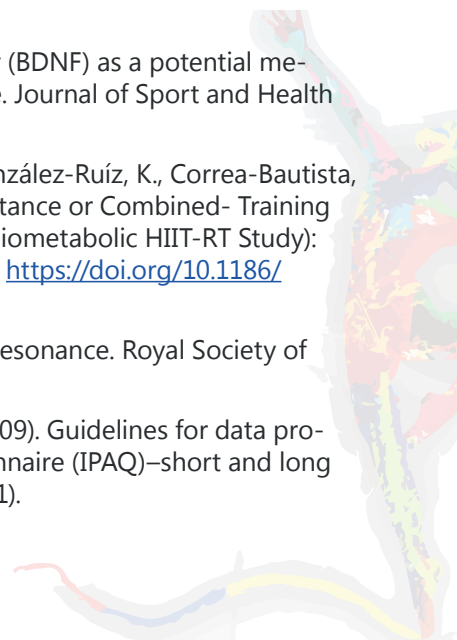 (BDNF) as a potential me-
. Journal of Sport and Health
nzález-Ruíz, K., Correa-Bautista,
tance or Combined- Training
diometabolic HIIT-RT Study):
https://doi.org/10.1186/
esonance. Royal Society of
09). Guidelines for data pro-
nnaire (IPAQ)–short and long
1).